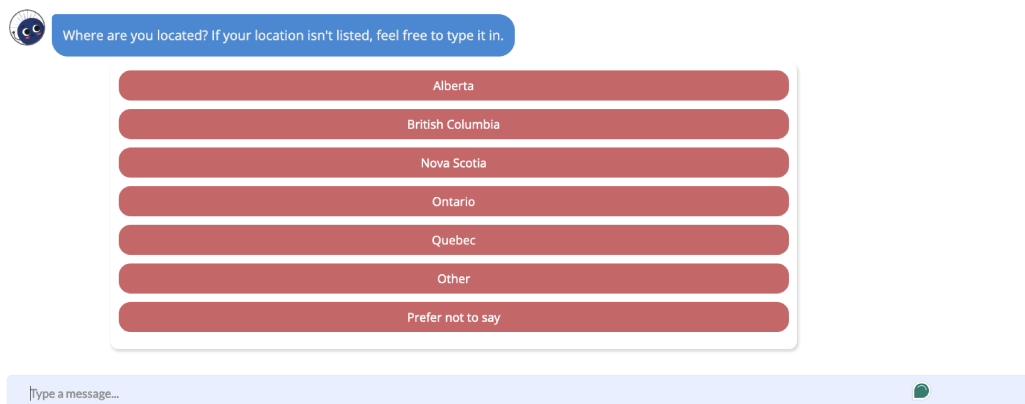 Where are you located? If your location isn't listed, feel free to type it in.
Alberta
British Columbia
Nova Scotia
Ontario
Quebec
Other
Prefer not to say
Type a message...